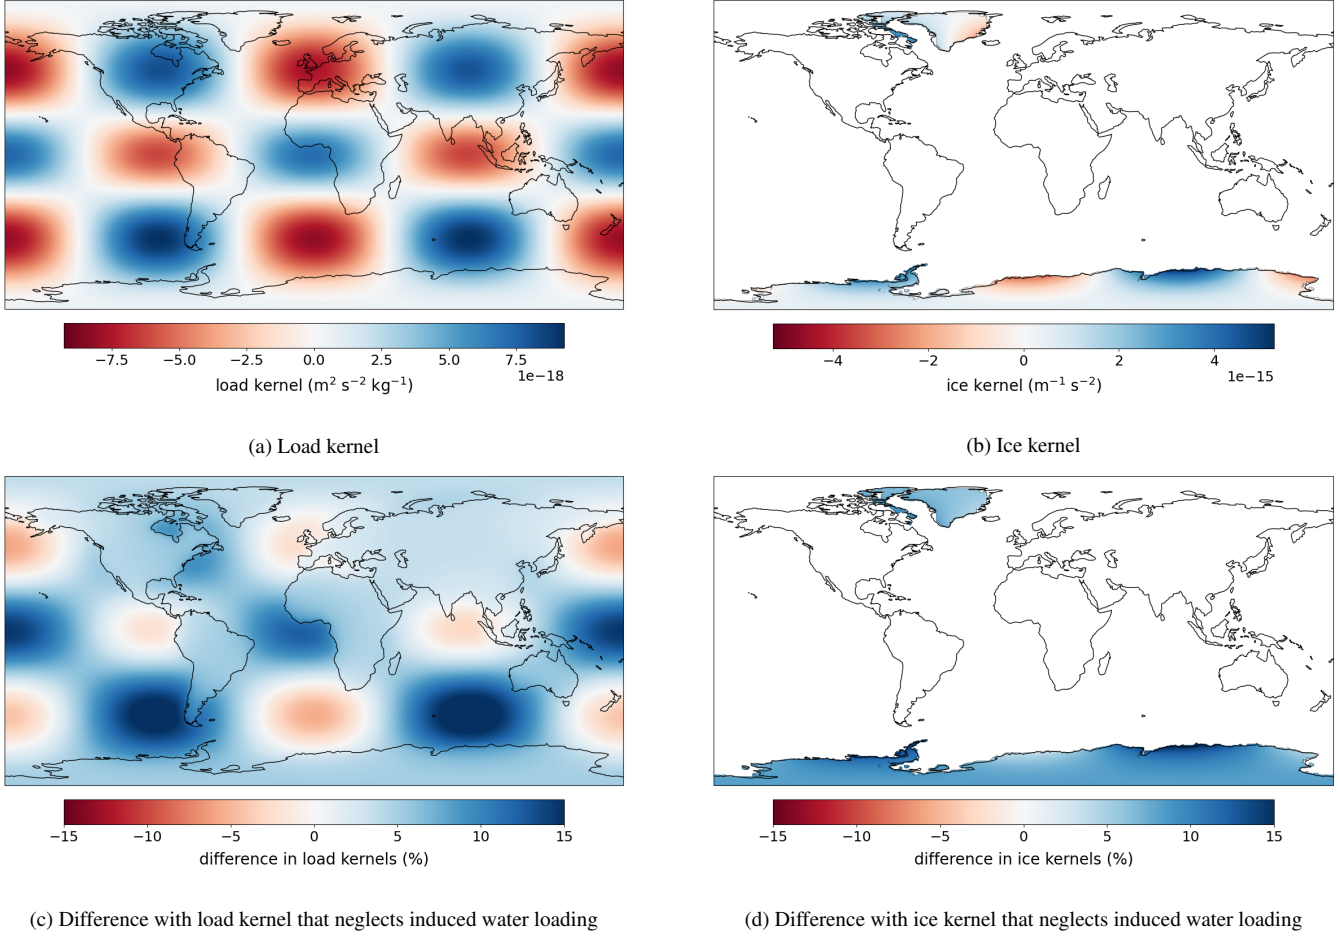 −7.5 −5.0 −2.5 0.0 2.5 5.0 7.5
1e−18
load kernel (m² s⁻² kg⁻¹)
(a) Load kernel
−4 −2 0 2 4
1e−15
ice kernel (m⁻¹ s⁻²)
(b) Ice kernel
−15 −10 −5 0 5 10 15
difference in load kernels (%)
(c) Difference with load kernel that neglects induced water loading
−15 −10 −5 0 5 10 15
difference in ice kernels (%)
(d) Difference with ice kernel that neglects induced water loading